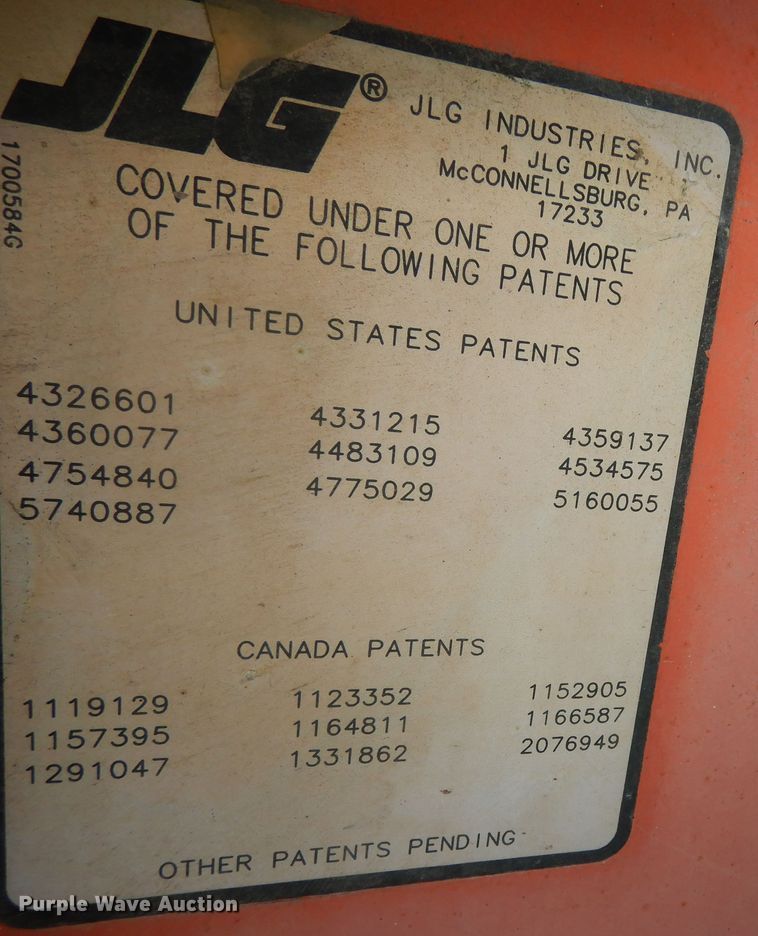 JLG®
JLG INDUSTRIES, INC.
1 JLG DRIVE
McCONNELLSBURG, PA
17233
1700584G
COVERED UNDER ONE OR MORE
OF THE FOLLOWING PATENTS
UNITED STATES PATENTS
4326601 4331215 4359137
4360077 4483109 4534575
4754840 4775029 5160055
5740887
CANADA PATENTS
1119129 1123352 1152905
1157395 1164811 1166587
1291047 1331862 2076949
OTHER PATENTS PENDING
Purple Wave Auction